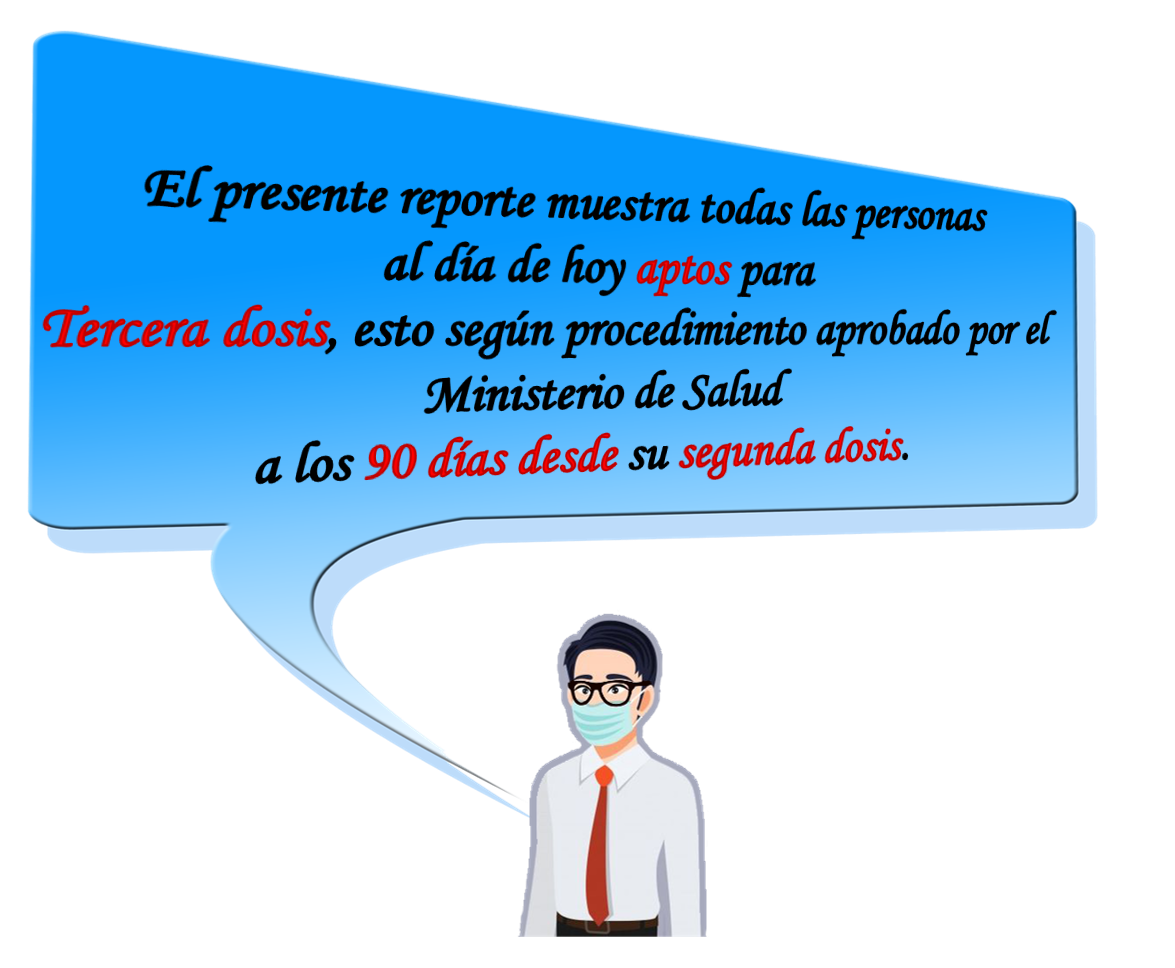 El presente reporte muestra todas las personas
al día de hoy aptos para
Tercera dosis, esto según procedimiento aprobado por el
Ministerio de Salud
a los 90 días desde su segunda dosis.